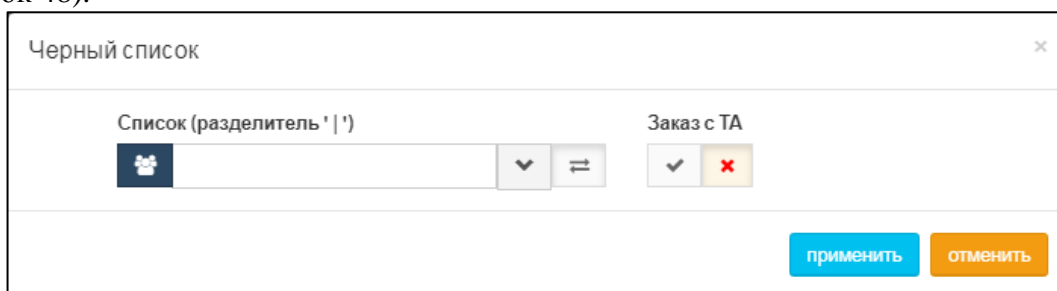 Черный список
Список (разделитель ' | ')
Заказ с ТА
применить
отменить